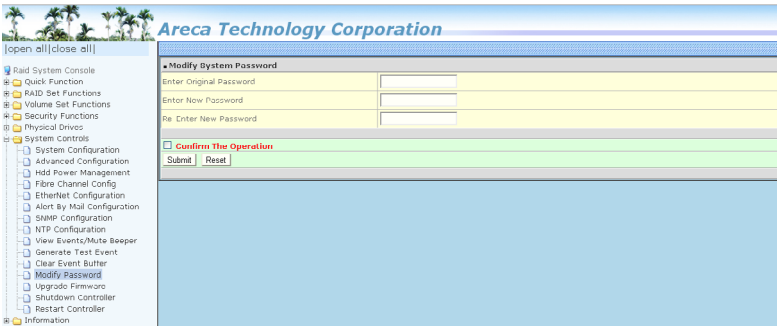 Areca Technology Corporation
|open all|close all|
Raid System Console
Quick Function
RAID Set Functions
Volume Set Functions
Security Functions
Physical Drives
System Controls
System Configuration
Advanced Configuration
Hdd Power Management
Fibre Channel Config
EtherNet Configuration
Alert By Mail Configuration
SNMP Configuration
NTP Configuration
View Events/Mute Beeper
Generate Test Event
Clear Event Buffer
Modify Password
Upgrade Firmware
Shutdown Controller
Restart Controller
Information
Modify System Password
Enter Original Password
Enter New Password
Re-Enter New Password
Confirm The Operation
Submit Reset